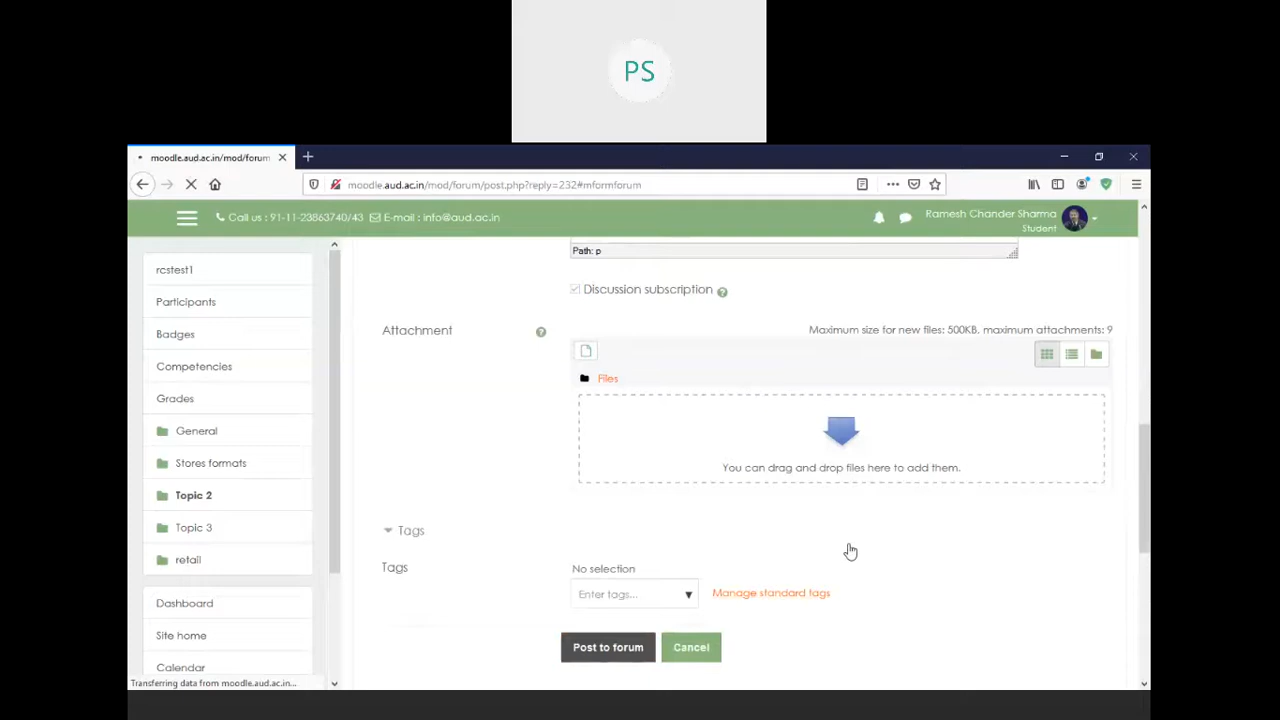 PS
moodle.aud.ac.in/mod/forum
moodle.aud.ac.in/mod/forum/post.php?reply=232#mformforum
Call us : 91-11-23863740/43 E-mail : info@aud.ac.in
Ramesh Chander Sharma
Student
rcstest1
Participants
Badges
Competencies
Grades
General
Stores formats
Topic 2
Topic 3
retail
Dashboard
Site home
Calendar
Transferring data from moodle.aud.ac.in...
Path: p
Discussion subscription
Attachment
Maximum size for new files: 500KB, maximum attachments: 9
Files
You can drag and drop files here to add them.
Tags
Tags
No selection
Enter tags...
Manage standard tags
Post to forum
Cancel